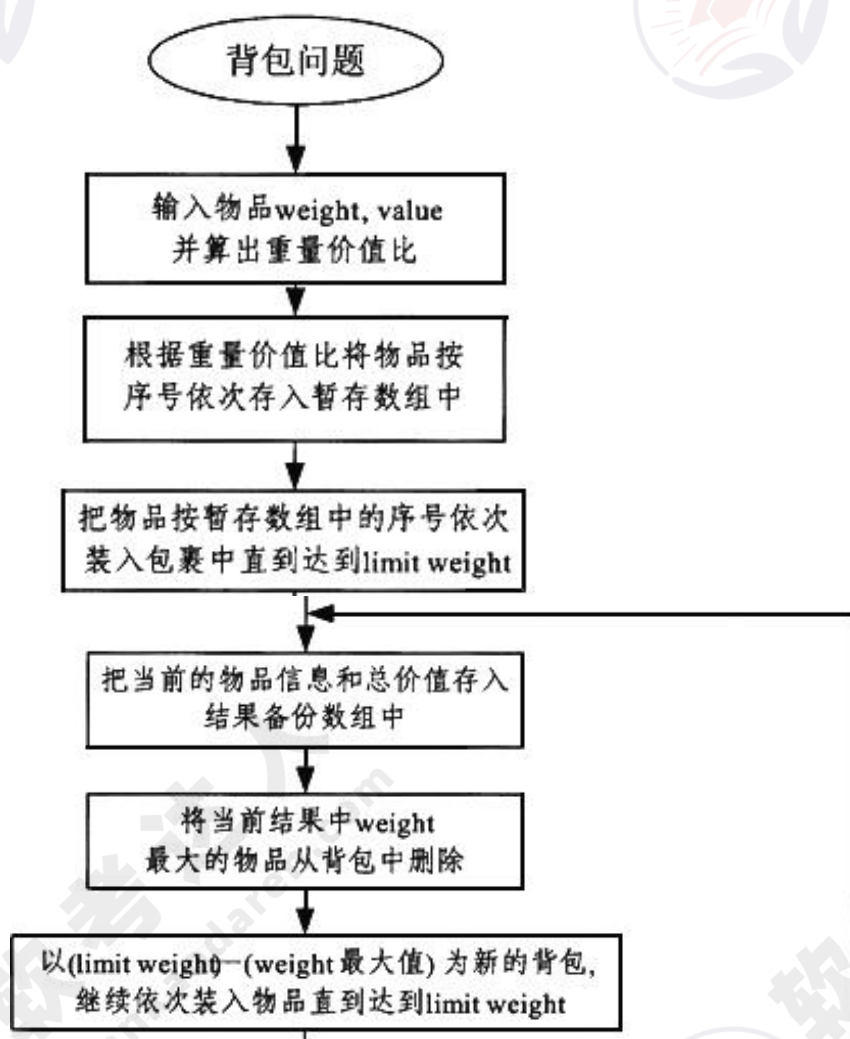 背包问题
输入物品weight, value
并算出重量价值比
根据重量价值比将物品按
序号依次存入暂存数组中
把物品按暂存数组中的序号依次
装入包裹中直到达到limit weight
把当前的物品信息和总价值存入
结果备份数组中
将当前结果中weight
最大的物品从背包中删除
以(limit weight)−(weight最大值) 为新的背包,
继续依次装入物品直到达到limit weight